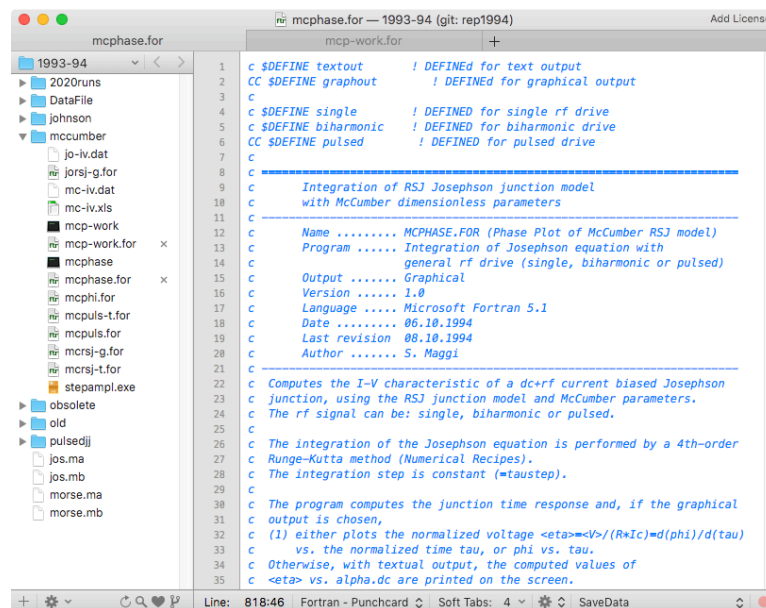 mcphase.for — 1993-94 (git: rep1994)
Add License
mcphase.for
mcp-work.for
+
1993-94
2020runs
DataFile
johnson
mccumber
jo-iv.dat
jorsj-g.for
mc-iv.dat
mc-iv.xls
mcp-work
mcp-work.for ×
mcphase
mcphase.for ×
mcphi.for
mcpuls-t.for
mcpuls.for
mcrsj-g.for
mcrsj-t.for
stepampl.exe
obsolete
old
pulsedjj
jos.ma
jos.mb
morse.ma
morse.mb
1 c $DEFINE textout ! DEFINEd for text output
2 CC $DEFINE graphout ! DEFINEd for graphical output
3 c
4 c $DEFINE single ! DEFINED for single rf drive
5 c $DEFINE biharmonic ! DEFINED for biharmonic drive
6 CC $DEFINE pulsed ! DEFINED for pulsed drive
7 c
8 c ==================================================================
9 c Integration of RSJ Josephson junction model
10 c with McCumber dimensionless parameters
11 c ------------------------------------------------------------------
12 c Name ......... MCPHASE.FOR (Phase Plot of McCumber RSJ model)
13 c Program ...... Integration of Josephson equation with
14 c general rf drive (single, biharmonic or pulsed)
15 c Output ....... Graphical
16 c Version ...... 1.0
17 c Language ..... Microsoft Fortran 5.1
18 c Date ......... 06.10.1994
19 c Last revision 08.10.1994
20 c Author ....... S. Maggi
21 c ------------------------------------------------------------------
22 c Computes the I-V characteristic of a dc+rf current biased Josephson
23 c junction, using the RSJ junction model and McCumber parameters.
24 c The rf signal can be: single, biharmonic or pulsed.
25 c
26 c The integration of the Josephson equation is performed by a 4th-order
27 c Runge-Kutta method (Numerical Recipes).
28 c The integration step is constant (=taustep).
29 c
30 c The program computes the junction time response and, if the graphical
31 c output is chosen,
32 c (1) either plots the normalized voltage <eta>=<V>/(R*Ic)=d(phi)/d(tau)
33 c vs. the normalized time tau, or phi vs. tau.
34 c Otherwise, with textual output, the computed values of
35 c <eta> vs. alpha.dc are printed on the screen.
Line: 818:46 Fortran - Punchcard Soft Tabs: 4 SaveData